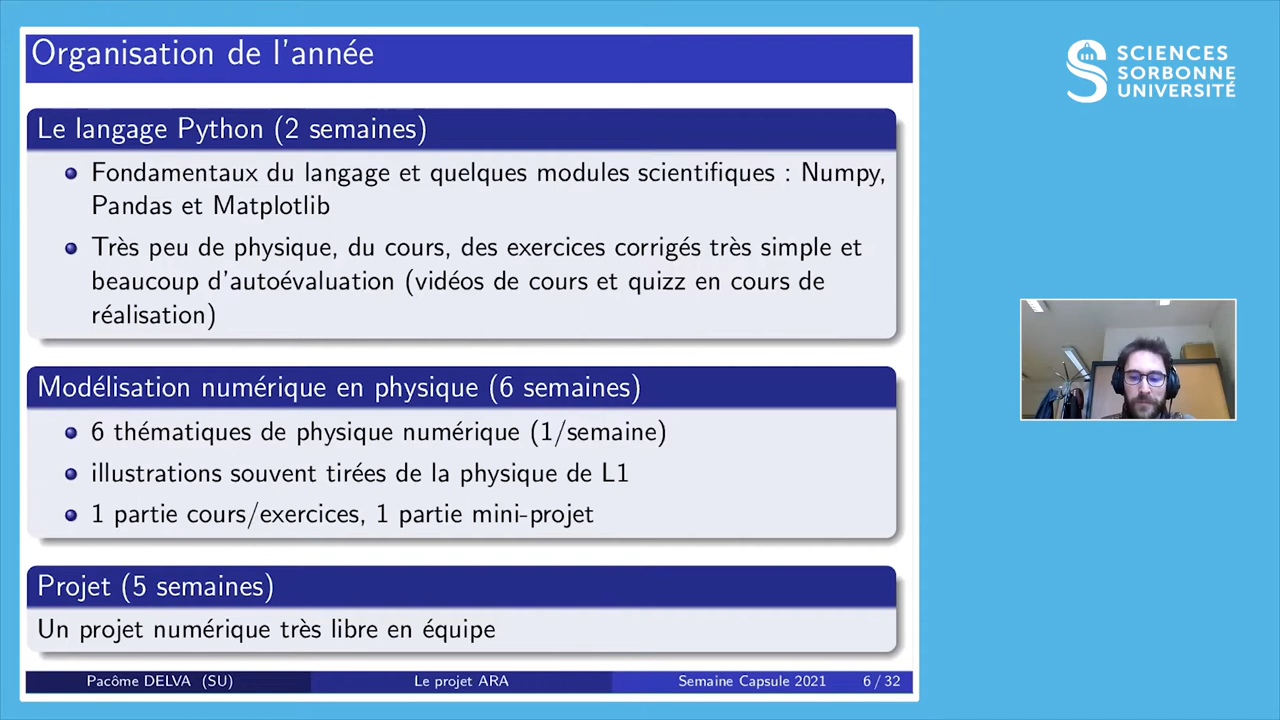 Organisation de l'année
SCIENCES
SORBONNE
UNIVERSITÉ
Le langage Python (2 semaines)
Fondamentaux du langage et quelques modules scientifiques : Numpy,
Pandas et Matplotlib
Très peu de physique, du cours, des exercices corrigés très simple et
beaucoup d'autoévaluation (vidéos de cours et quizz en cours de
réalisation)
Modélisation numérique en physique (6 semaines)
6 thématiques de physique numérique (1/semaine)
illustrations souvent tirées de la physique de L1
1 partie cours/exercices, 1 partie mini-projet
Projet (5 semaines)
Un projet numérique très libre en équipe
Pacôme DELVA (SU) Le projet ARA Semaine Capsule 2021 6 / 32